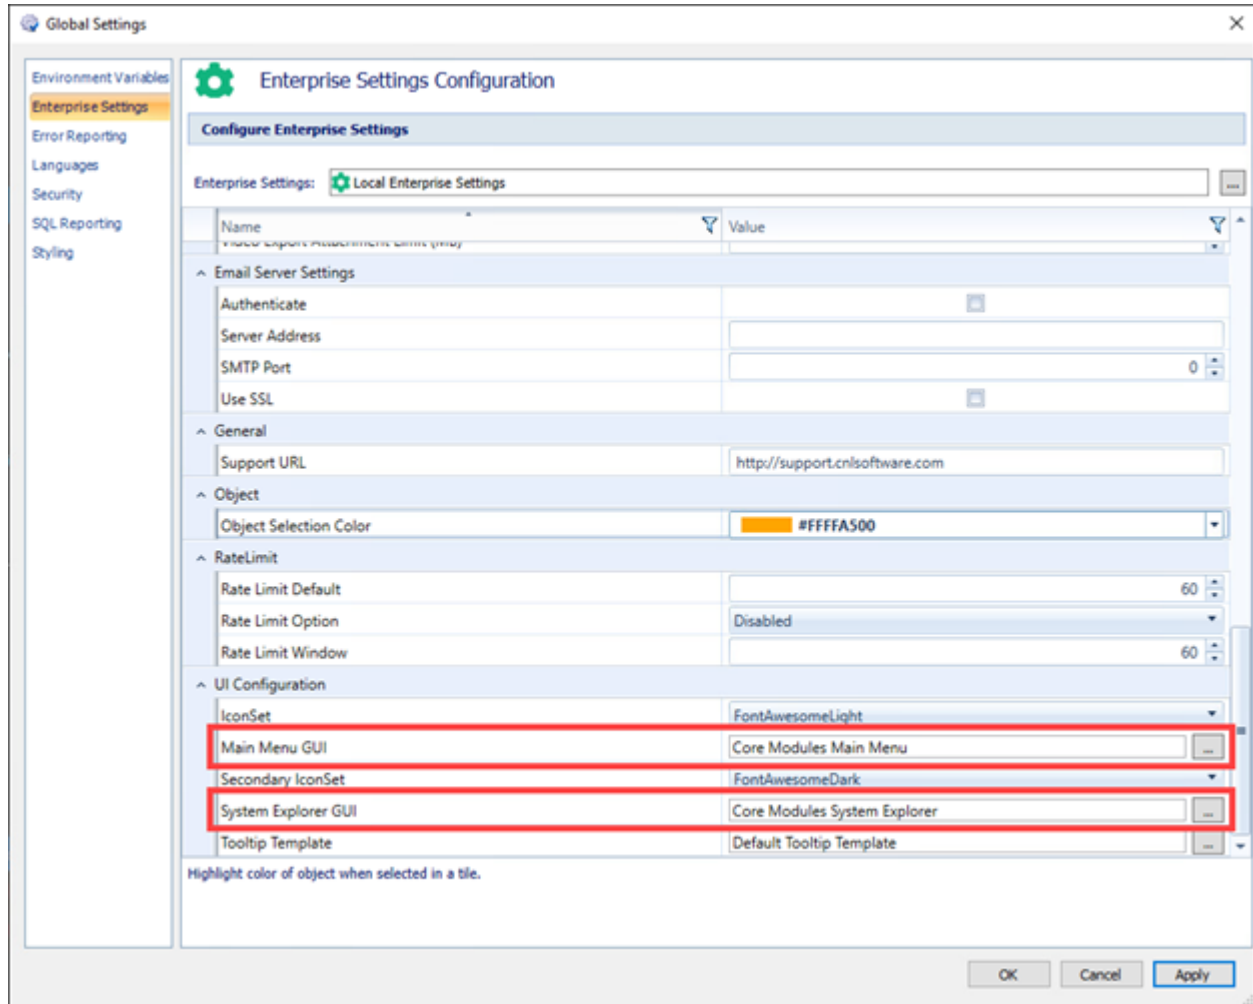 Global Settings
Environment Variables
Enterprise Settings
Error Reporting
Languages
Security
SQL Reporting
Styling
Enterprise Settings Configuration
Configure Enterprise Settings
Enterprise Settings: Local Enterprise Settings ...
Name Value
Video Export Attachment Limit (MB)
Email Server Settings
Authenticate
Server Address
SMTP Port 0
Use SSL
General
Support URL http://support.cnlsoftware.com
Object
Object Selection Color #FFFFA500
RateLimit
Rate Limit Default 60
Rate Limit Option Disabled
Rate Limit Window 60
UI Configuration
IconSet FontAwesomeLight
Main Menu GUI Core Modules Main Menu ...
Secondary IconSet FontAwesomeDark
System Explorer GUI Core Modules System Explorer ...
Tooltip Template Default Tooltip Template ...
Highlight color of object when selected in a tile.
OK Cancel Apply